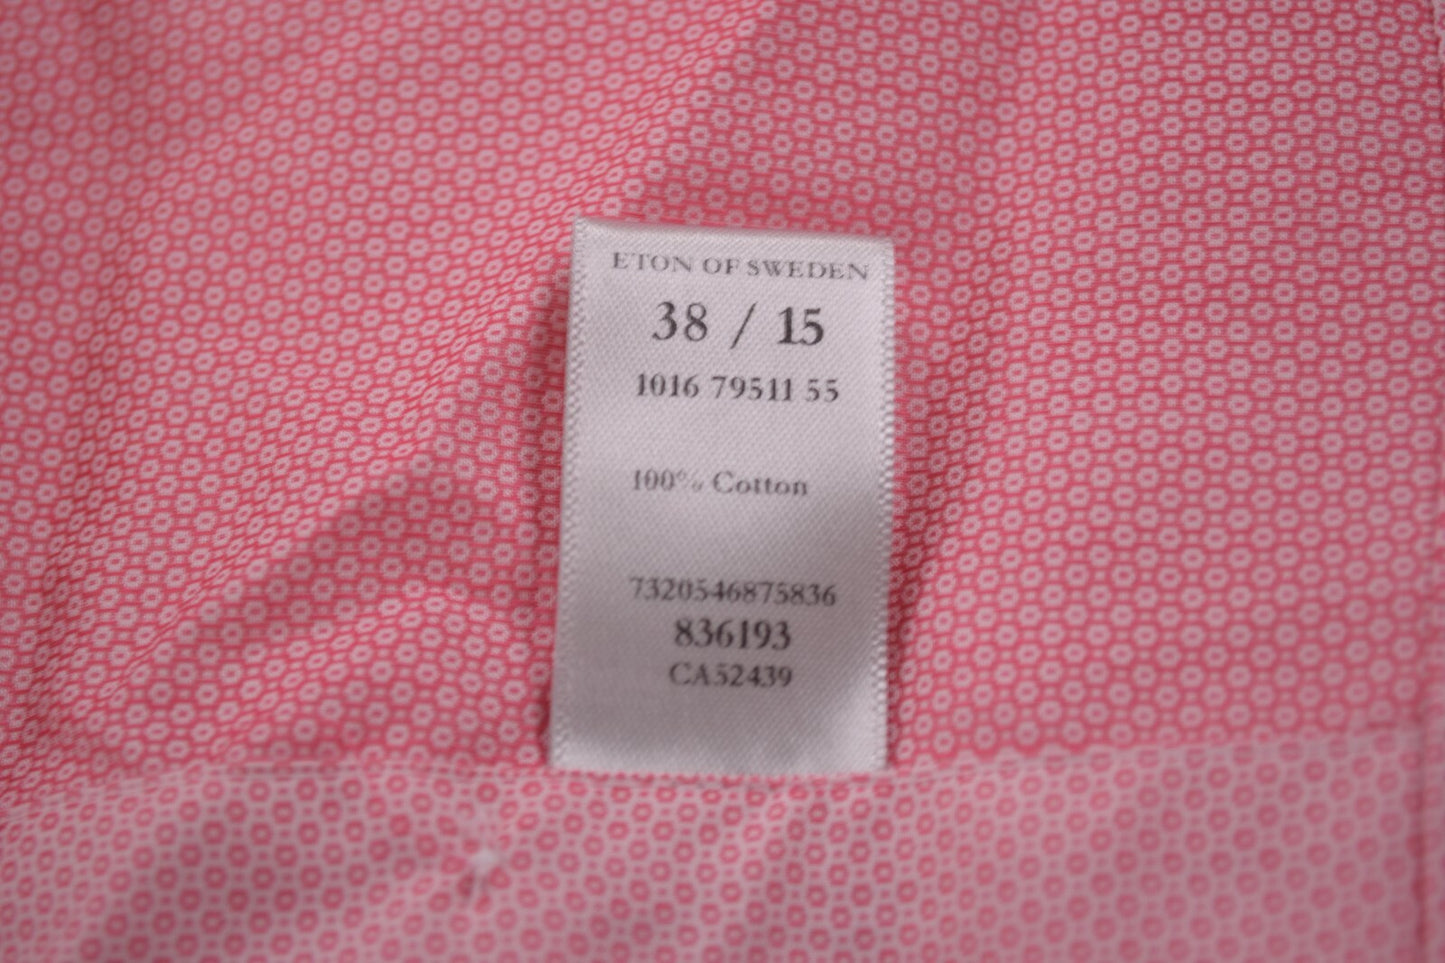 ETON OF SWEDEN
38 / 15
1016 79511 55
100% Cotton
7320546875836
836193
CA52439